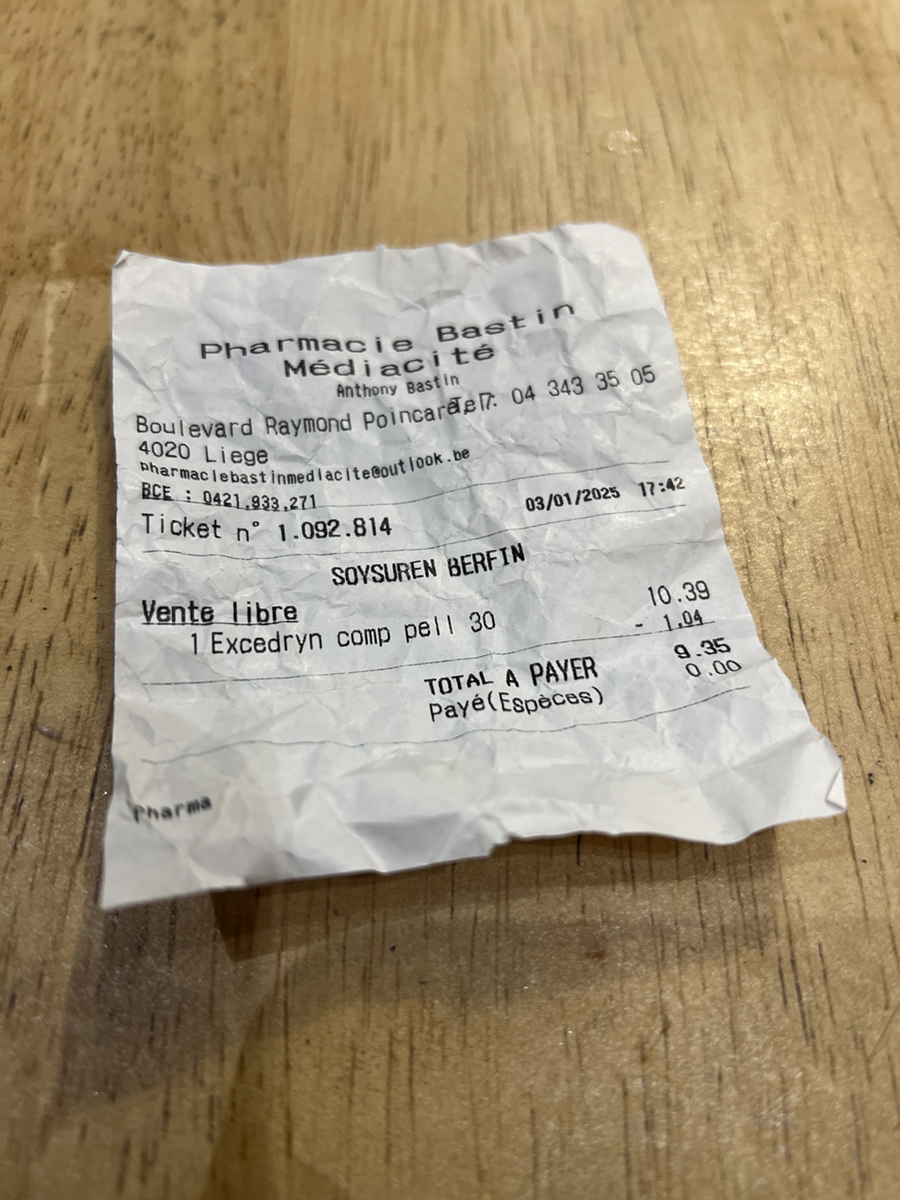 Pharmacie Bastin
Médiacité
Anthony Bastin
Boulevard Raymond Poincaré, 7 Tel: 04 343 35 05
4020 Liege
pharmaciebastinmediacite@outlook.be
BCE : 0421.933.271
03/01/2025 17:42
Ticket n° 1.092.814
SOYSUREN BERFIN
Vente libre
1 Excedryn comp pell 30 10.39
- 1.04
TOTAL A PAYER 9.35
Payé(Espèces) 0.00
Pharma